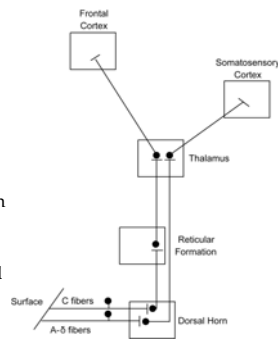 Frontal
Cortex
Somatosensory
Cortex
Thalamus
Reticular
Formation
Surface
C fibers
A-δ fibers
Dorsal Horn